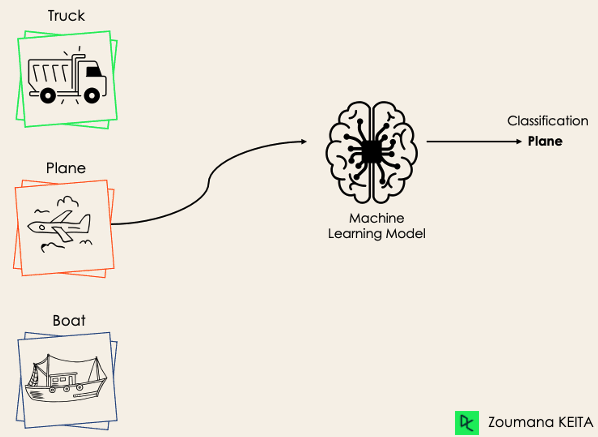 Truck
Plane
Boat
Machine
Learning Model
Classification
Plane
Zoumana KEITA